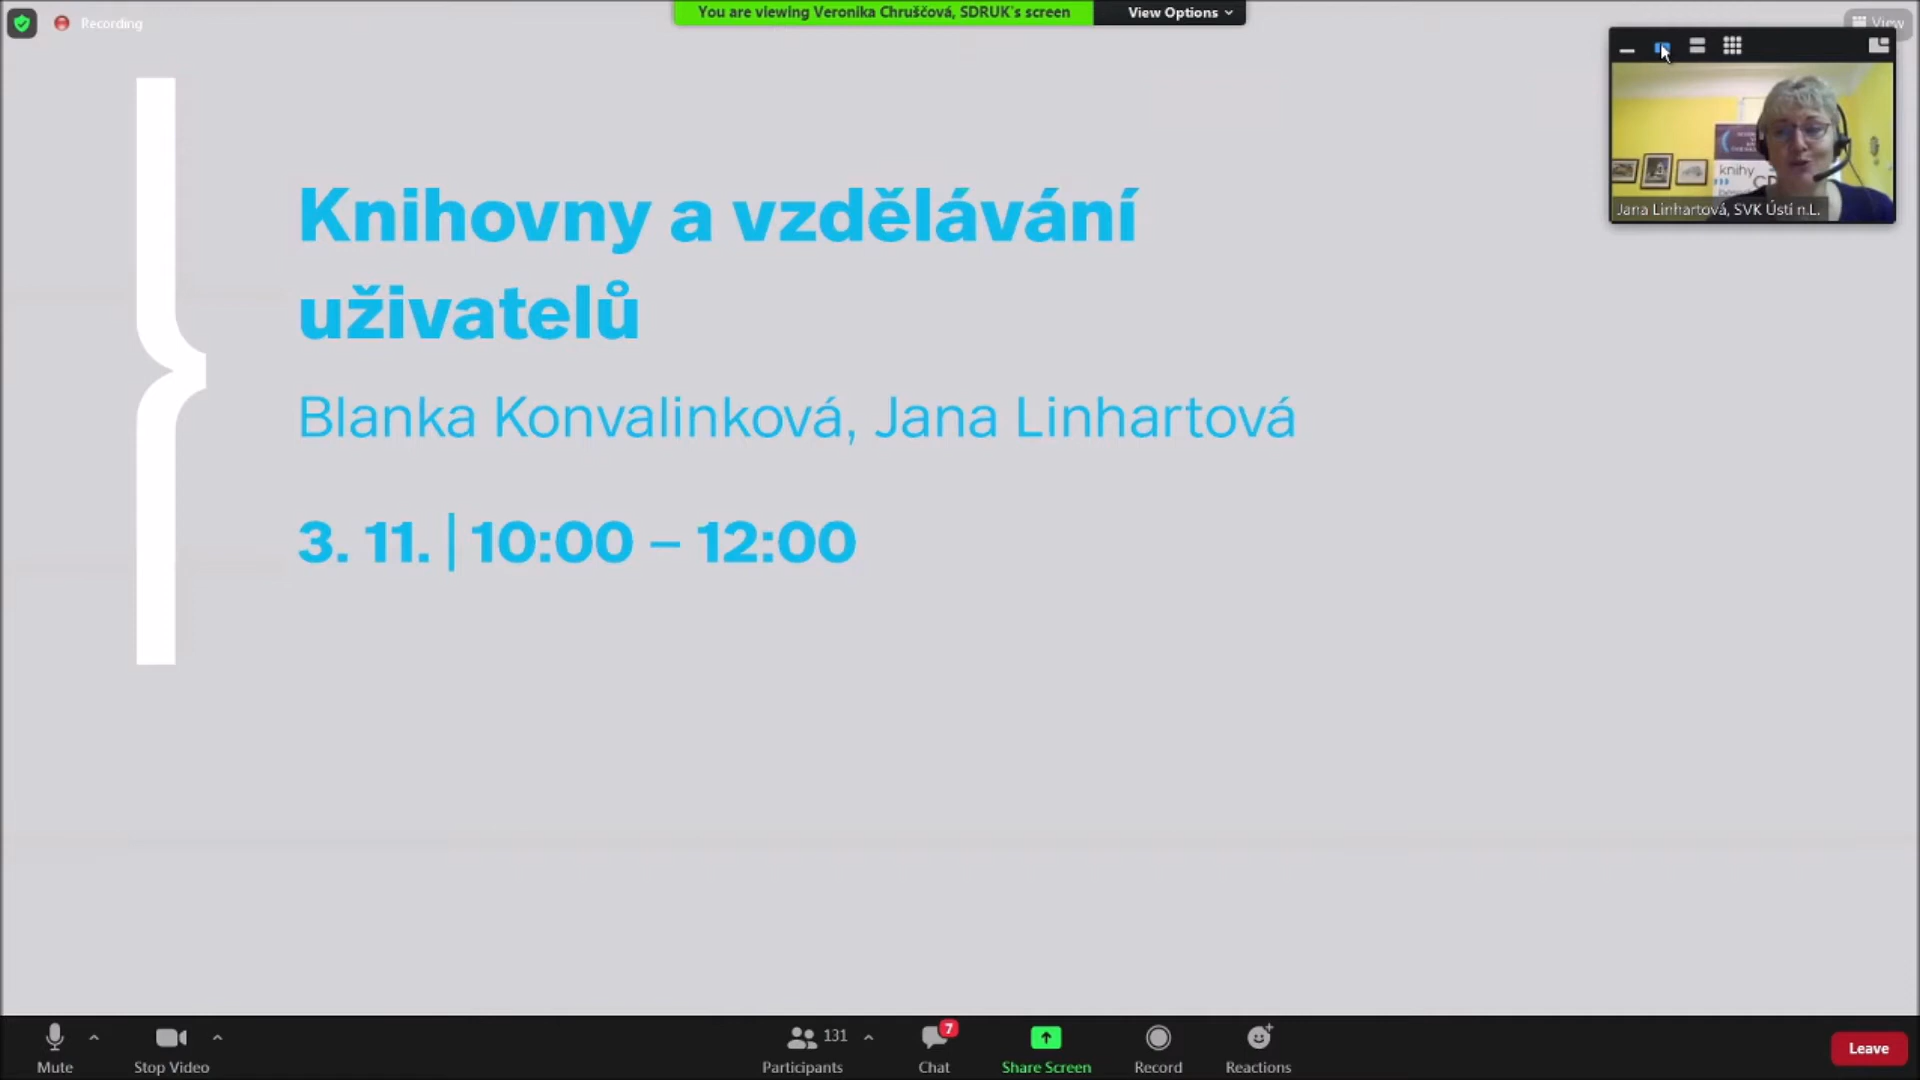 Recording
You are viewing Veronika Chruščová, SDRUK's screen
View Options
View
knihy
Jana Linhartová, SVK Ústí n.L.
Knihovny a vzdělávání
uživatelů
Blanka Konvalinková, Jana Linhartová
3. 11. | 10:00 – 12:00
Mute
Stop Video
131
Participants
7
Chat
Share Screen
Record
Reactions
Leave